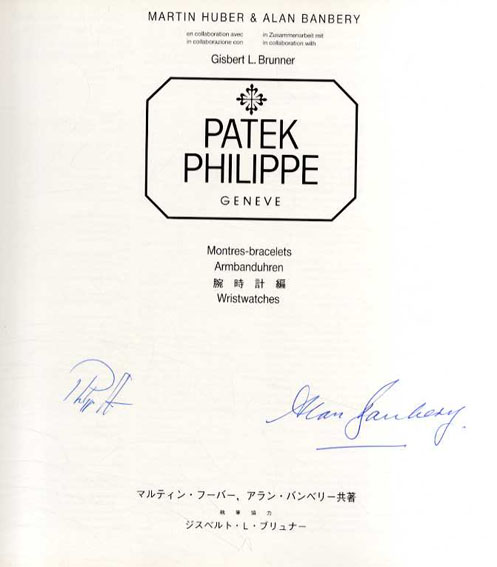 MARTIN HUBER & ALAN BANBERY
en collaboration avec
in collaborazione con
in Zusammenarbeit mit
in collaboration with
Gisbert L. Brunner
PATEK
PHILIPPE
GENEVE
Montres-bracelets
Armbanduhren
腕時計編
Wristwatches
Alan Banbery
マルティン・フーバー、アラン・バンベリー共著
執筆協力
ジズベルト・L・ブリュナー